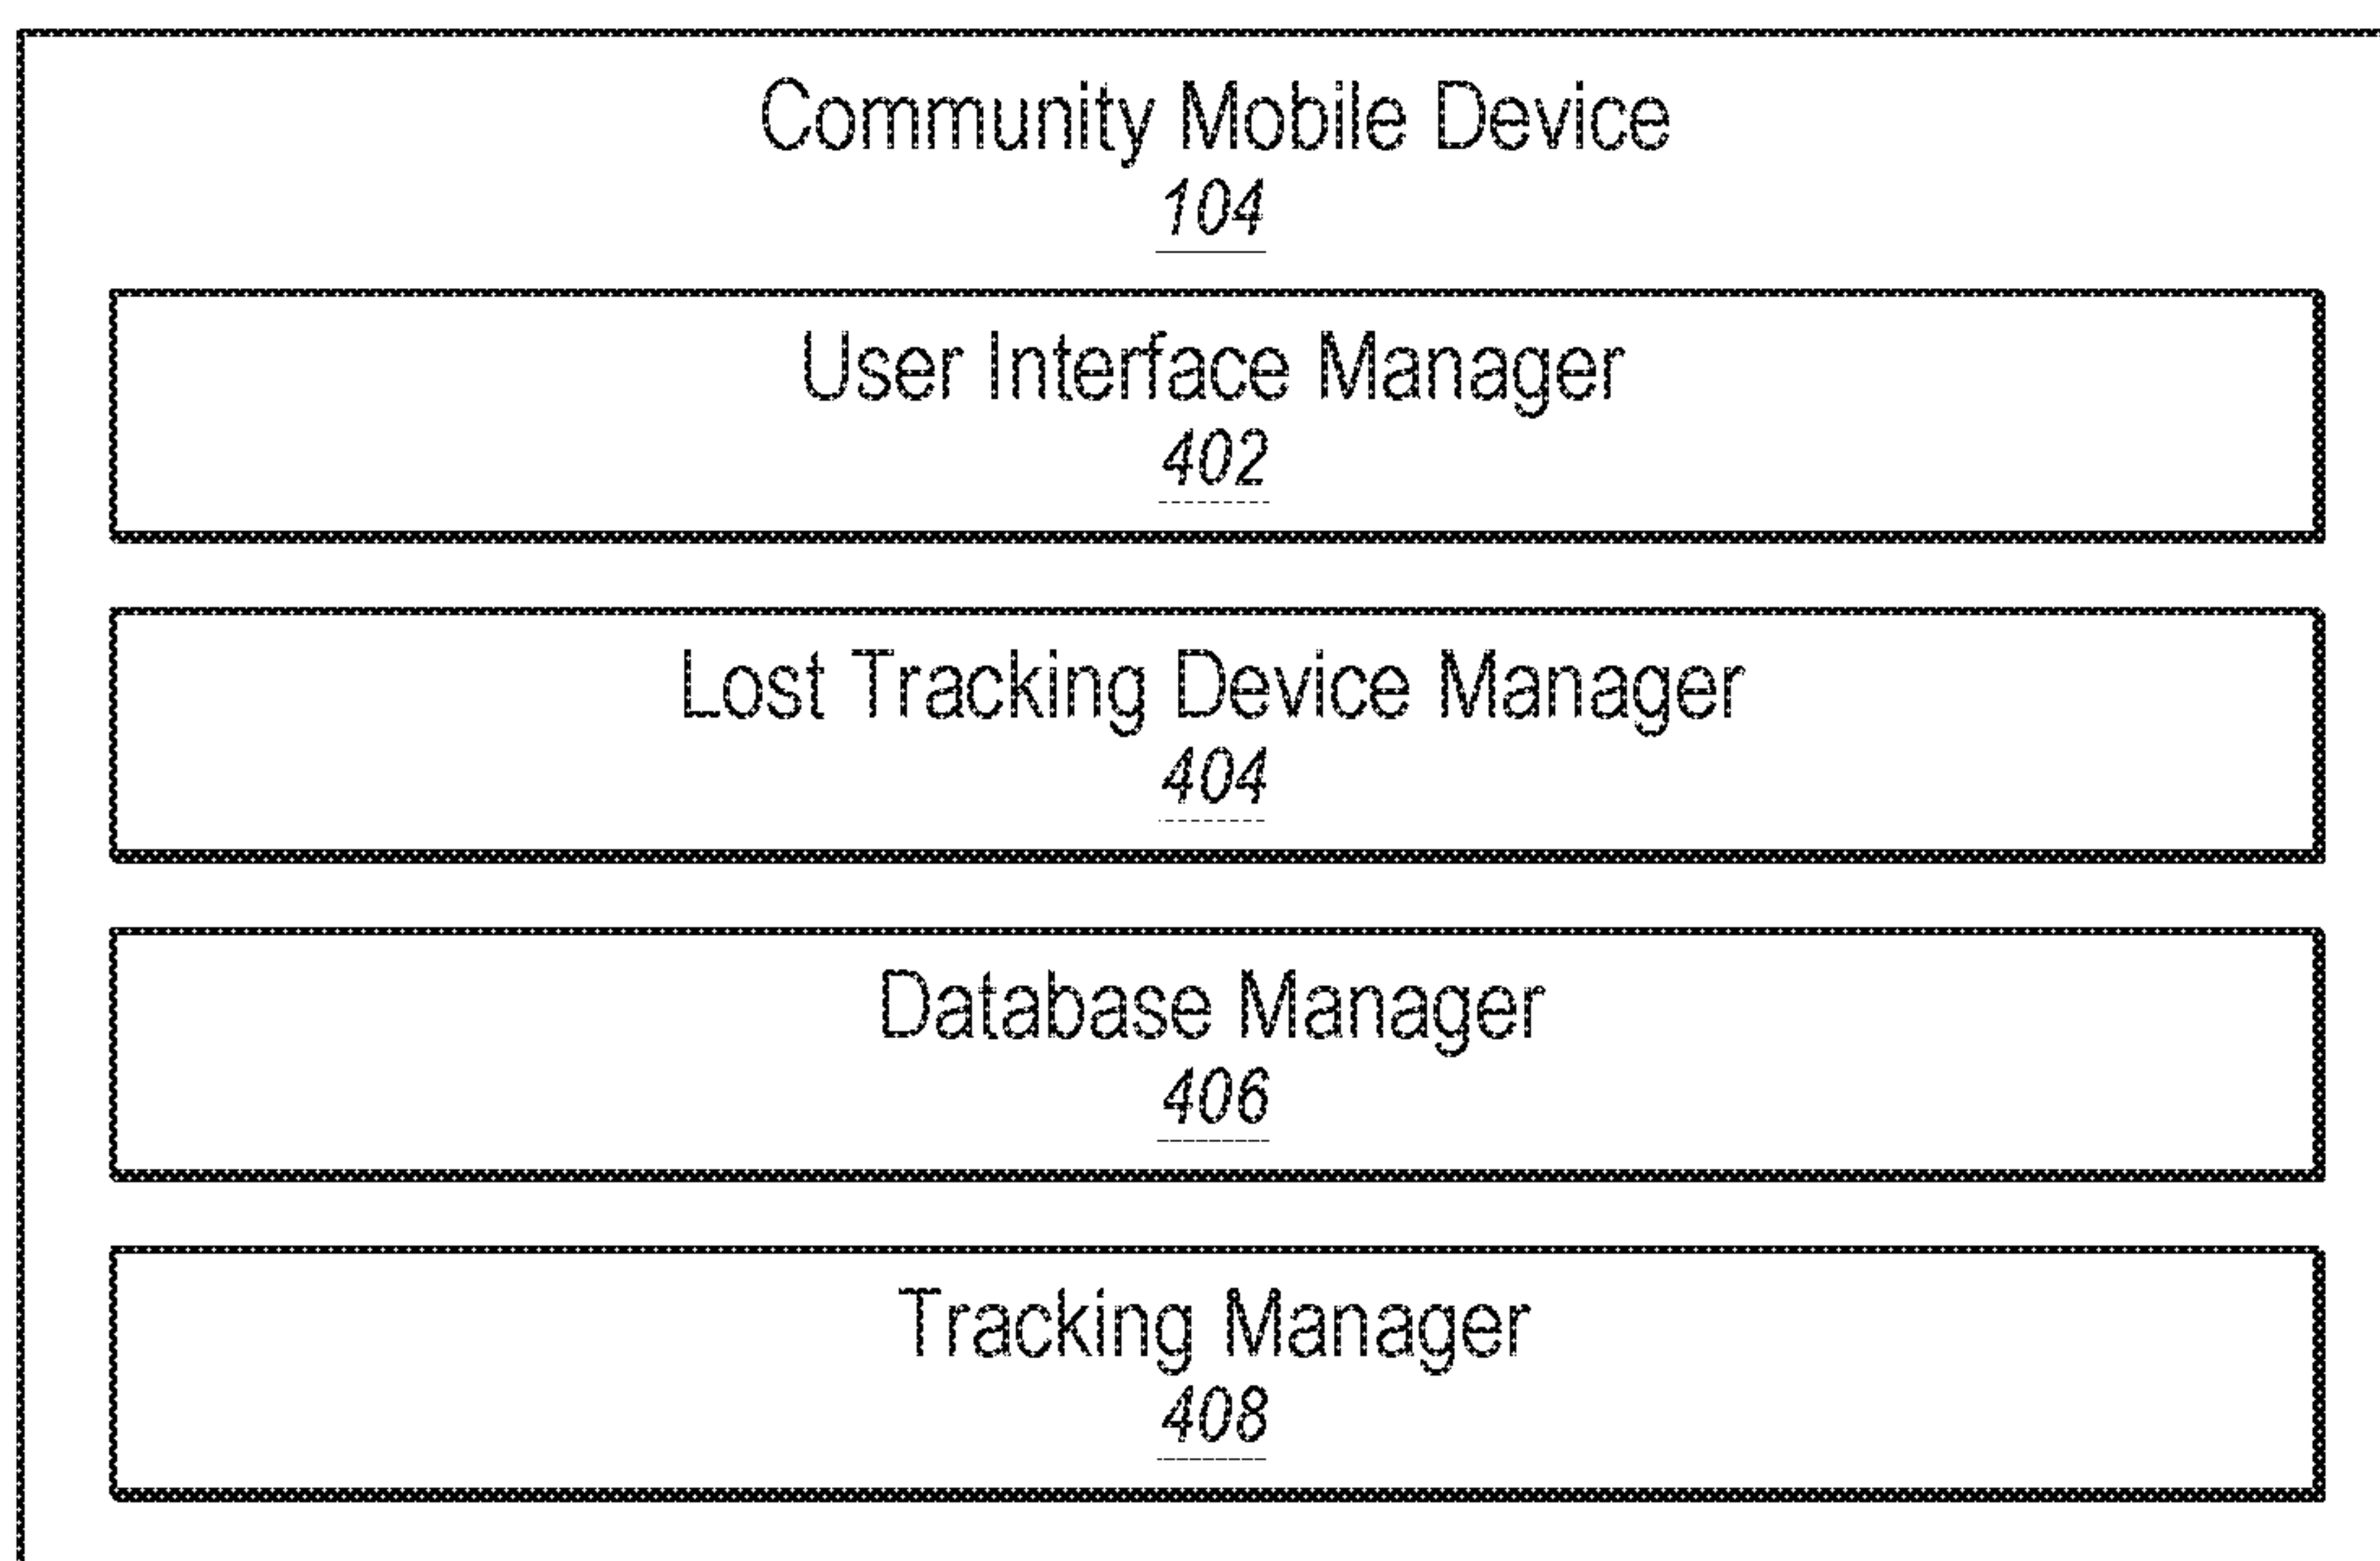 Community Mobile Device
104
User Interface Manager
402
Lost Tracking Device Manager
404
Database Manager
406
Tracking Manager
408